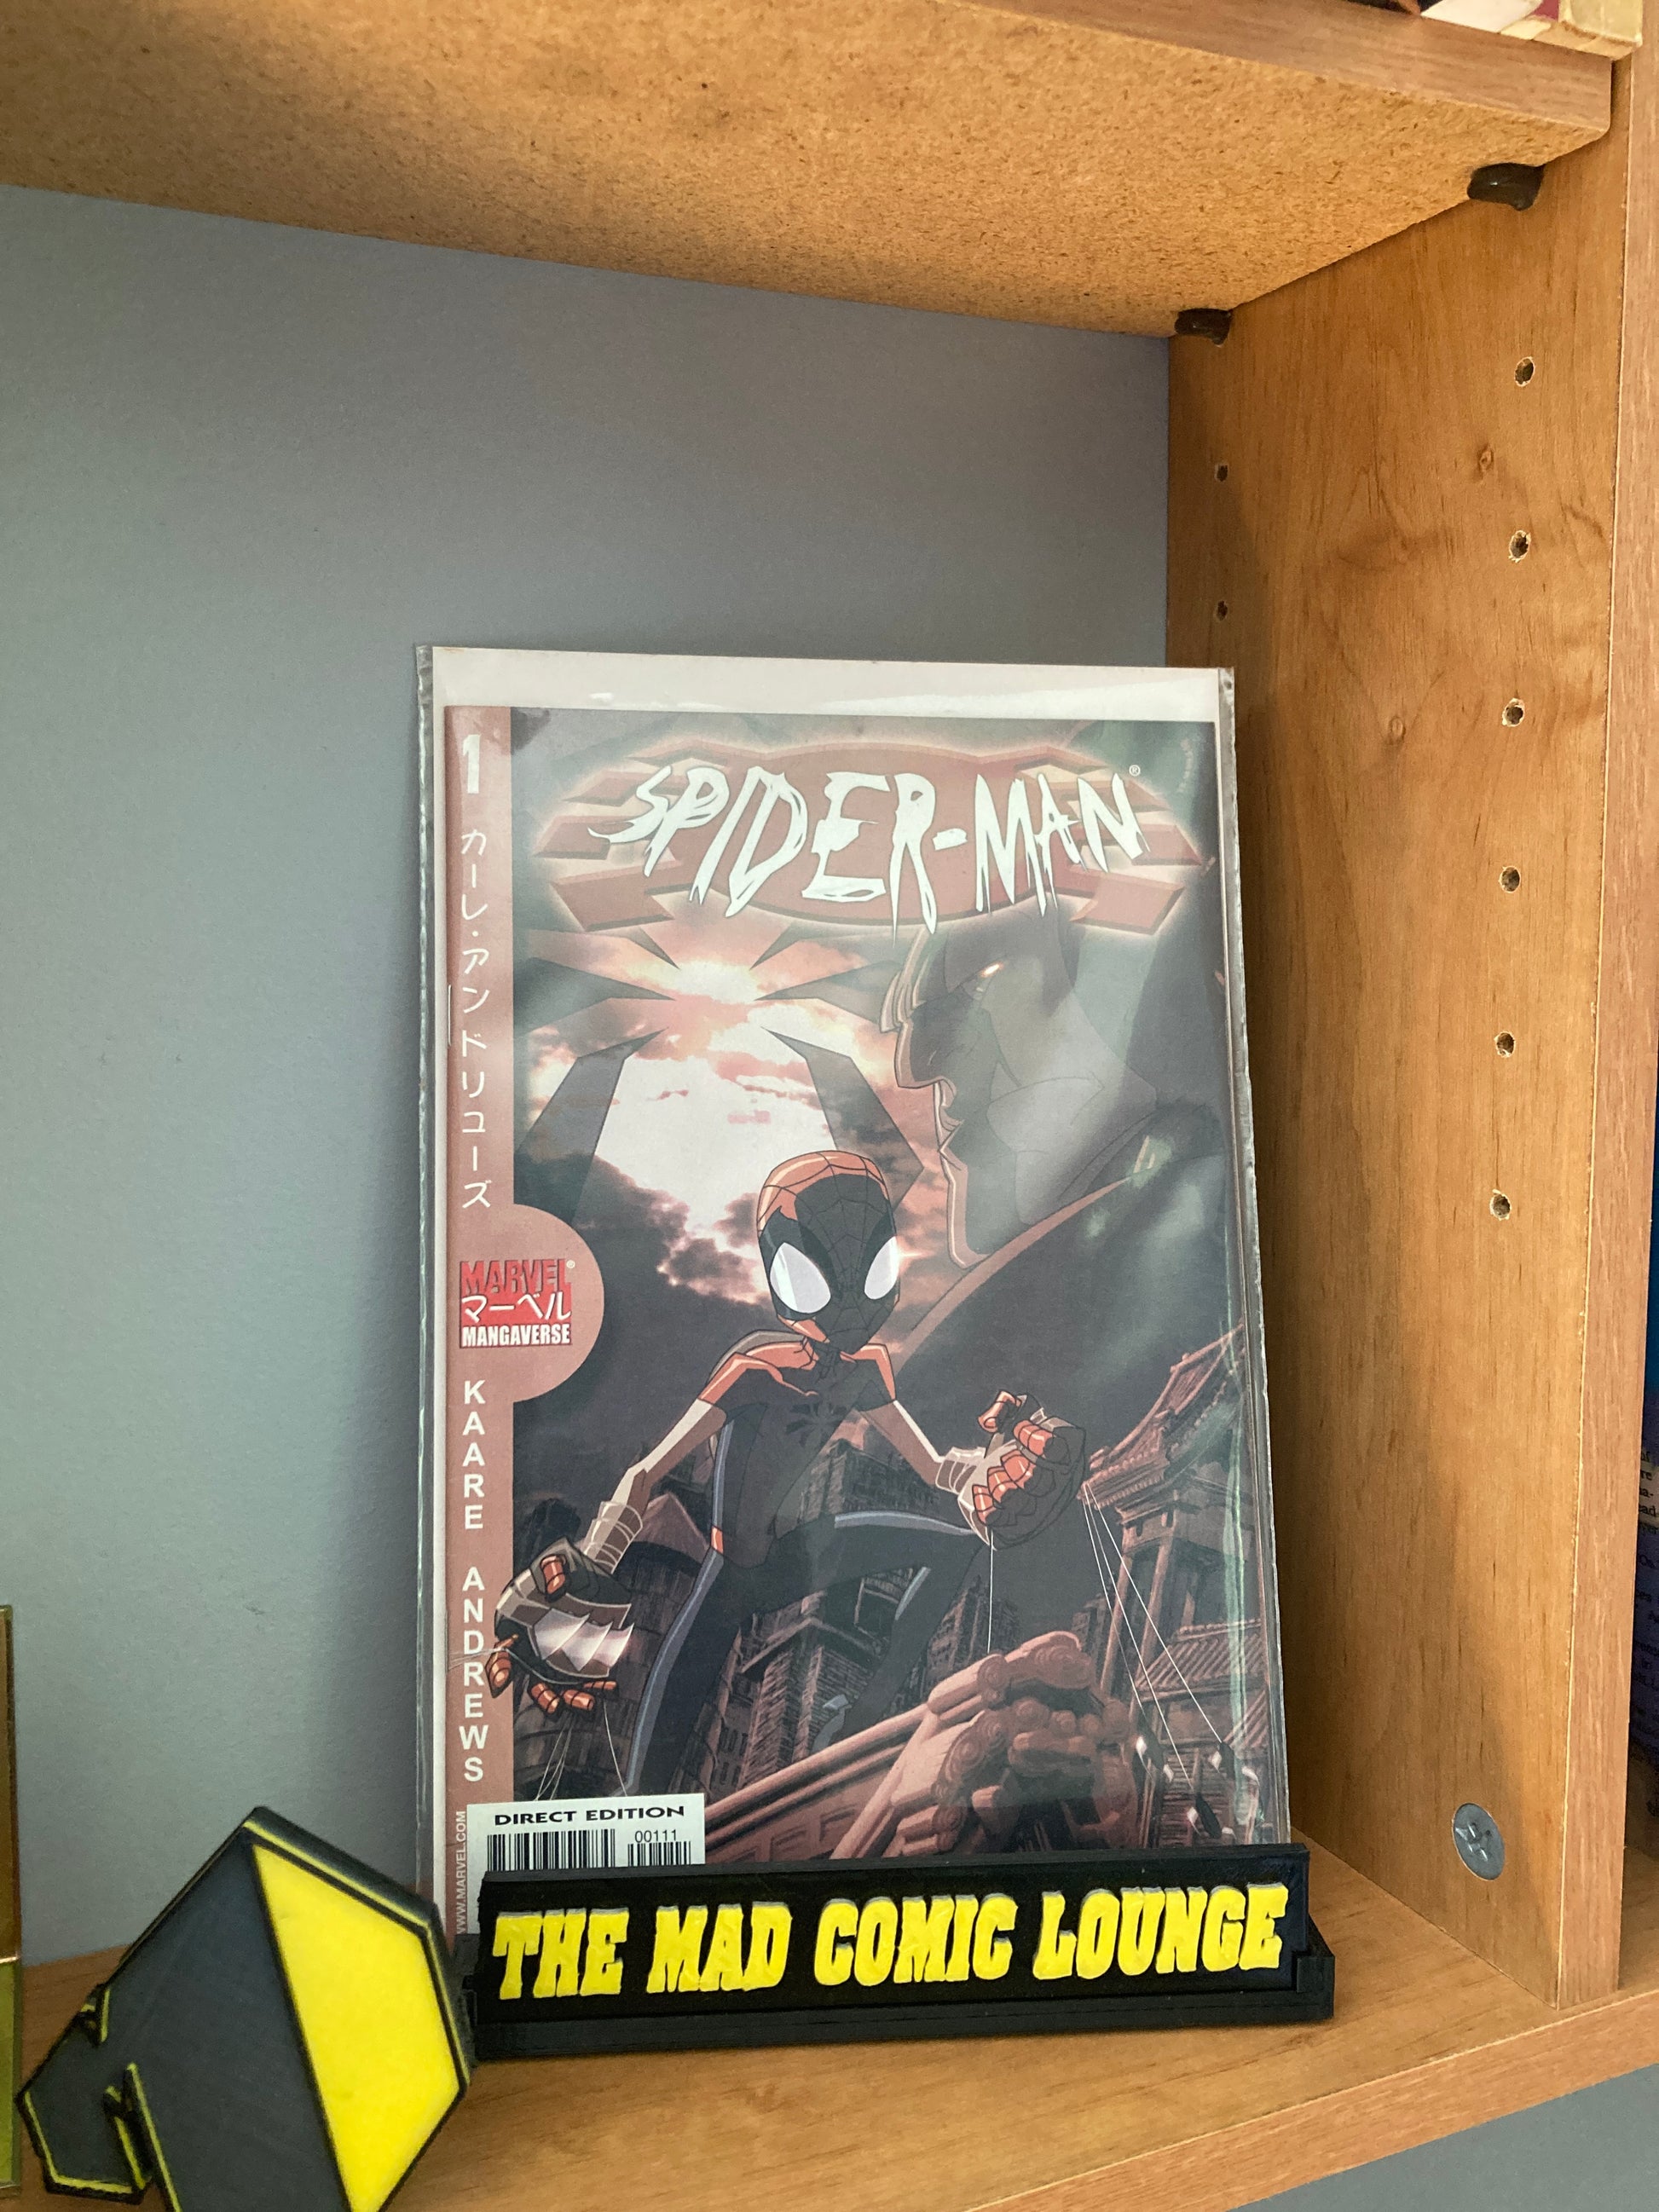 1
SPIDER-MAN®
カーレ・アンドリューズ
MARVEL®
マーベル
MANGAVERSE
KAARE ANDREWS
WWW.MARVEL.COM
DIRECT EDITION
00111
THE MAD COMIC LOUNGE